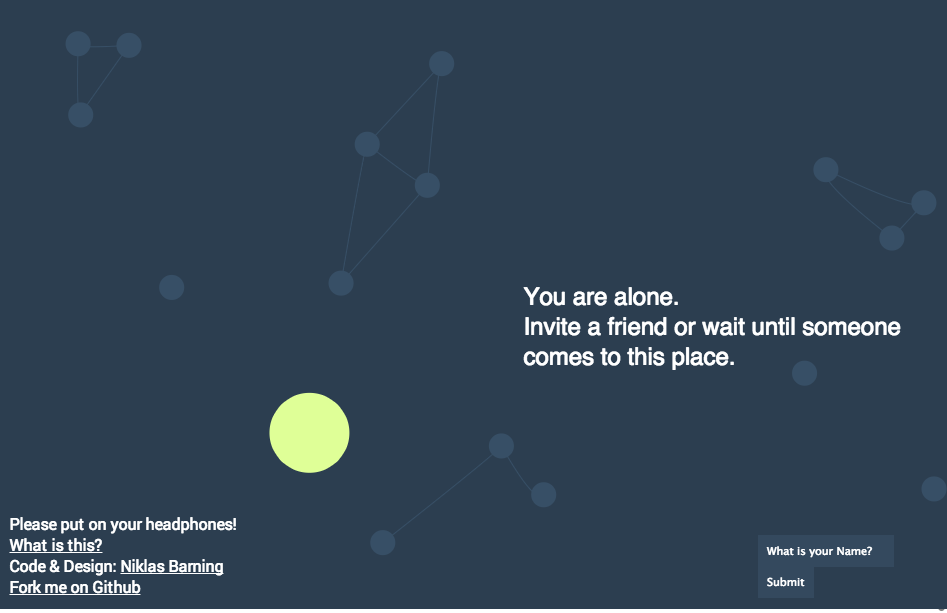 You are alone.
Invite a friend or wait until someone
comes to this place.
Please put on your headphones!
What is this?
Code & Design: Niklas Barning
Fork me on Github
What is your Name?
Submit